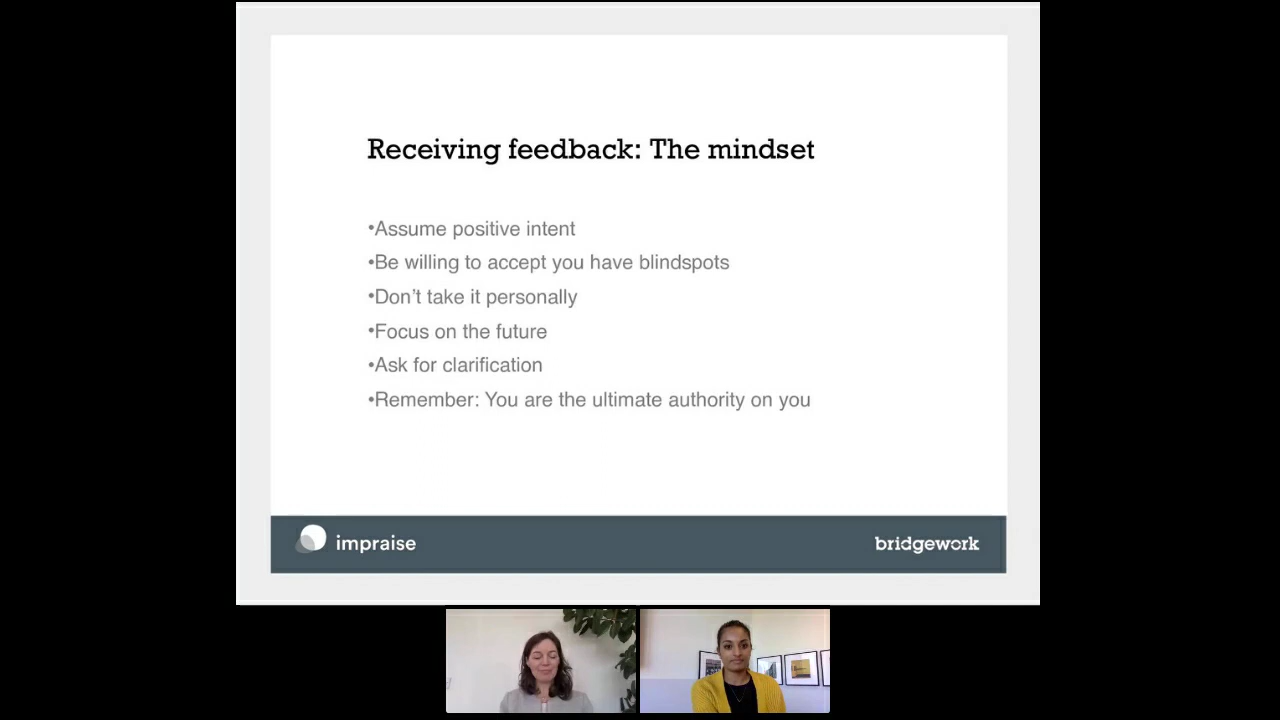 Receiving feedback: The mindset
•Assume positive intent
•Be willing to accept you have blindspots
•Don't take it personally
•Focus on the future
•Ask for clarification
•Remember: You are the ultimate authority on you
impraise
bridgework